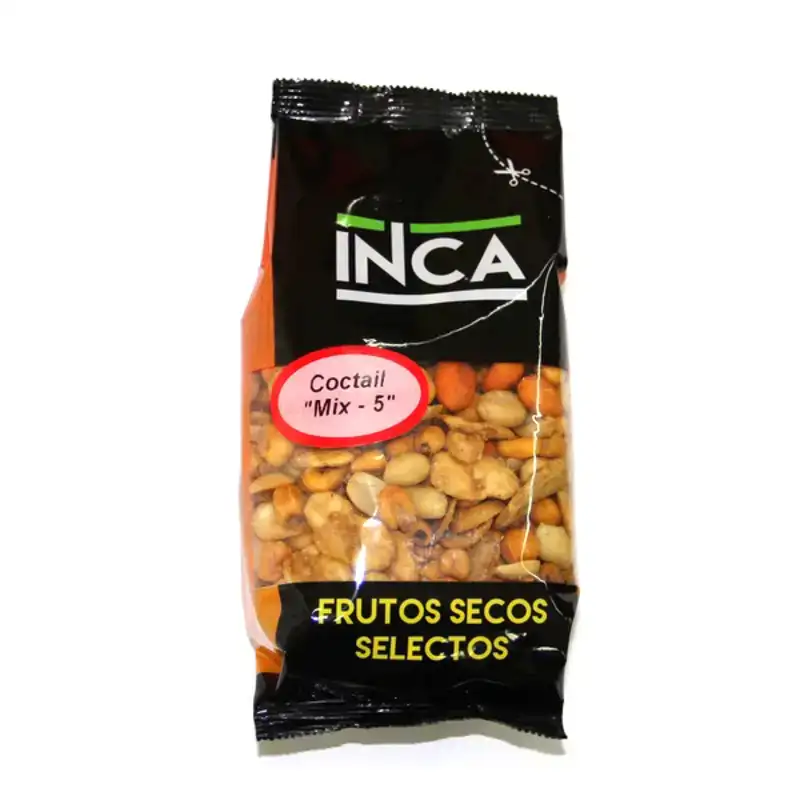 INCA
Coctail
"Mix - 5"
FRUTOS SECOS
SELECTOS